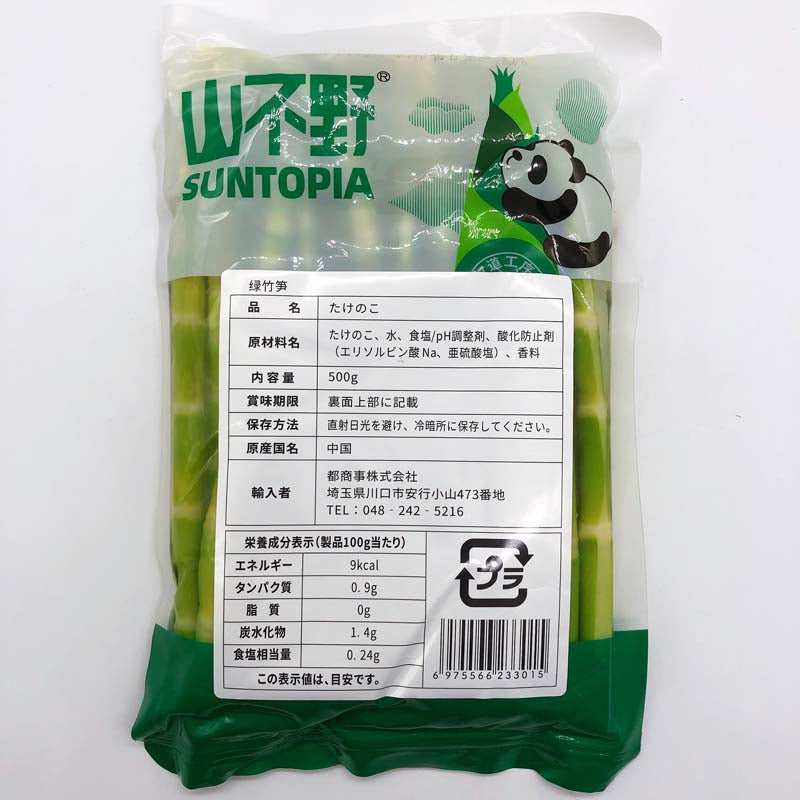 山不野®
SUNTOPIA
道工序
绿竹笋
品 名 たけのこ
原材料名 たけのこ、水、食塩/pH調整剤、酸化防止剤
（エリソルビン酸Na、亜硫酸塩）、香料
内容量 500g
賞味期限 裏面上部に記載
保存方法 直射日光を避け、冷暗所に保存してください。
原産国名 中国
輸入者 都商事株式会社
埼玉県川口市安行小山473番地
TEL：048‐242‐5216
栄養成分表示（製品100g当たり）
エネルギー 9kcal
タンパク質 0.9g
脂 質 0g
炭水化物 1.4g
食塩相当量 0.24g
この表示値は、目安です。
プラ
6975566233015